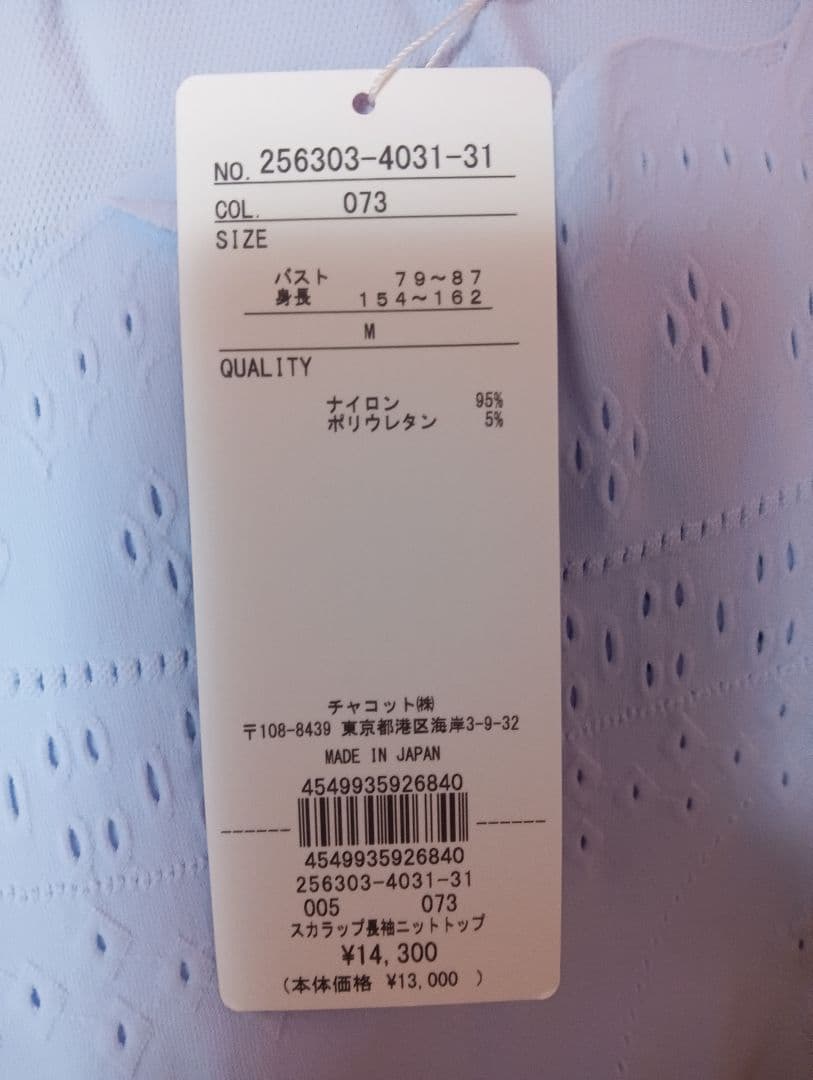 NO. 256303-4031-31
COL. 073
SIZE
バスト 79~87
身長 154~162
M
QUALITY
ナイロン 95%
ポリウレタン 5%
チャコット㈱
〒108-8439 東京都港区海岸3-9-32
MADE IN JAPAN
4549935926840
4549935926840
256303-4031-31
005 073
スカラップ長袖ニットトップ
¥14,300
(本体価格 ¥13,000 )